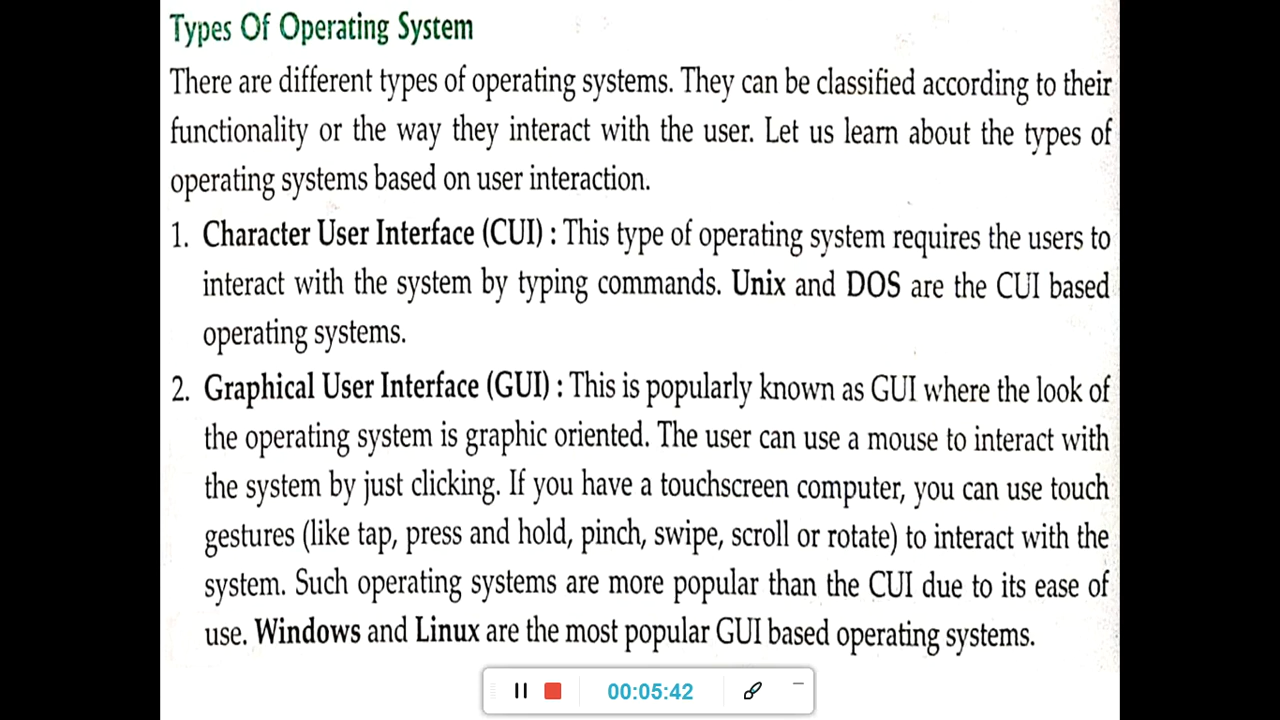 Types Of Operating System
There are different types of operating systems. They can be classified according to their
functionality or the way they interact with the user. Let us learn about the types of
operating systems based on user interaction.
1. Character User Interface (CUI) : This type of operating system requires the users to
interact with the system by typing commands. Unix and DOS are the CUI based
operating systems.
2. Graphical User Interface (GUI) : This is popularly known as GUI where the look of
the operating system is graphic oriented. The user can use a mouse to interact with
the system by just clicking. If you have a touchscreen computer, you can use touch
gestures (like tap, press and hold, pinch, swipe, scroll or rotate) to interact with the
system. Such operating systems are more popular than the CUI due to its ease of
use. Windows and Linux are the most popular GUI based operating systems.
00:05:42